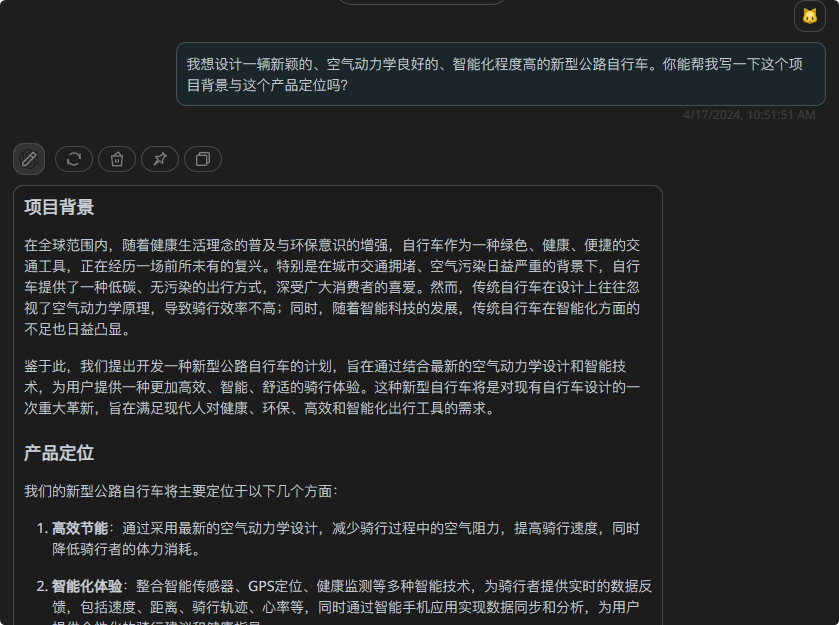 我想设计一辆新颖的、空气动力学良好的、智能化程度高的新型公路自行车。你能帮我写一下这个项
目背景与这个产品定位吗?
4/17/2024, 10:51:51 AM
项目背景
在全球范围内，随着健康生活理念的普及与环保意识的增强，自行车作为一种绿色、健康、便捷的交
通工具，正在经历一场前所未有的复兴。特别是在城市交通拥堵、空气污染日益严重的背景下，自行
车提供了一种低碳、无污染的出行方式，深受广大消费者的喜爱。然而，传统自行车在设计上往往忽
视了空气动力学原理，导致骑行效率不高；同时，随着智能科技的发展，传统自行车在智能化方面的
不足也日益凸显。
鉴于此，我们提出开发一种新型公路自行车的计划，旨在通过结合最新的空气动力学设计和智能技
术，为用户提供一种更加高效、智能、舒适的骑行体验。这种新型自行车将是对现有自行车设计的一
次重大革新，旨在满足现代人对健康、环保、高效和智能化出行工具的需求。
产品定位
我们的新型公路自行车将主要定位于以下几个方面：
1. 高效节能：通过采用最新的空气动力学设计，减少骑行过程中的空气阻力，提高骑行速度，同时
降低骑行者的体力消耗。
2. 智能化体验：整合智能传感器、GPS定位、健康监测等多种智能技术，为骑行者提供实时的数据反
馈，包括速度、距离、骑行轨迹、心率等，同时通过智能手机应用实现数据同步和分析，为用户